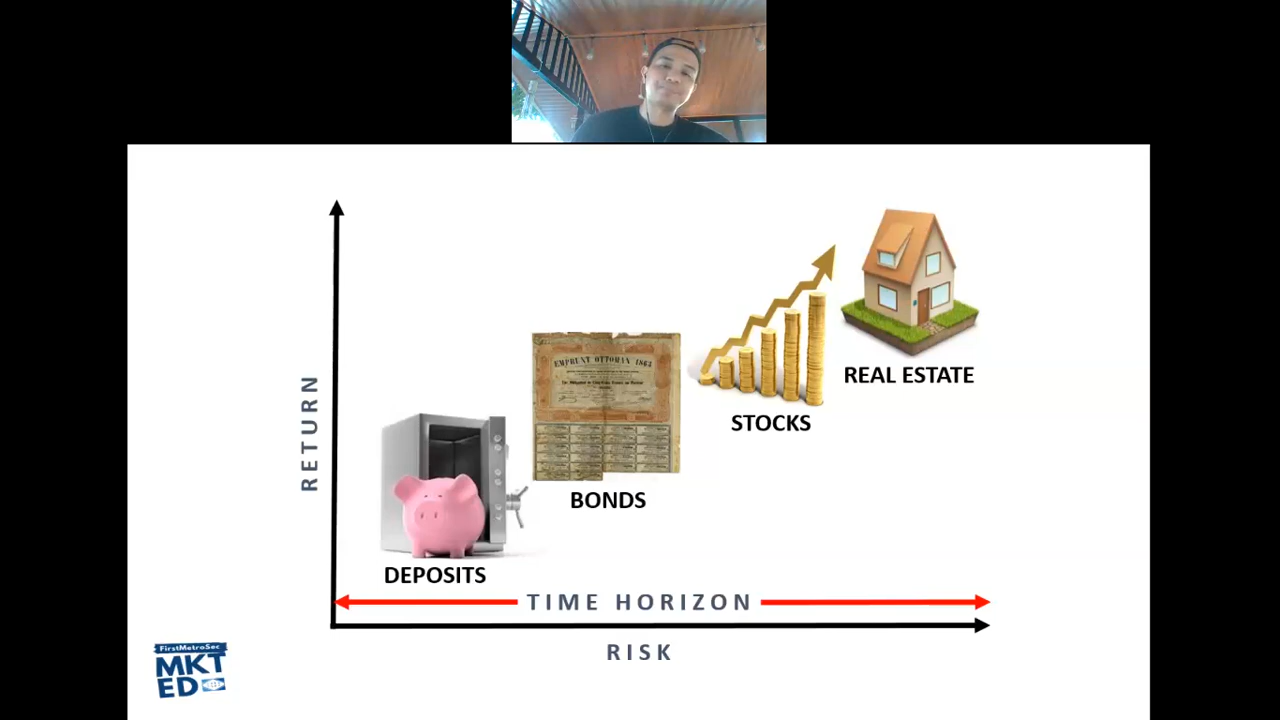 RETURN
DEPOSITS
EMPRUNT OTTOMAN 1863
BONDS
STOCKS
REAL ESTATE
TIME HORIZON
RISK
FirstMetroSec
MKT
ED